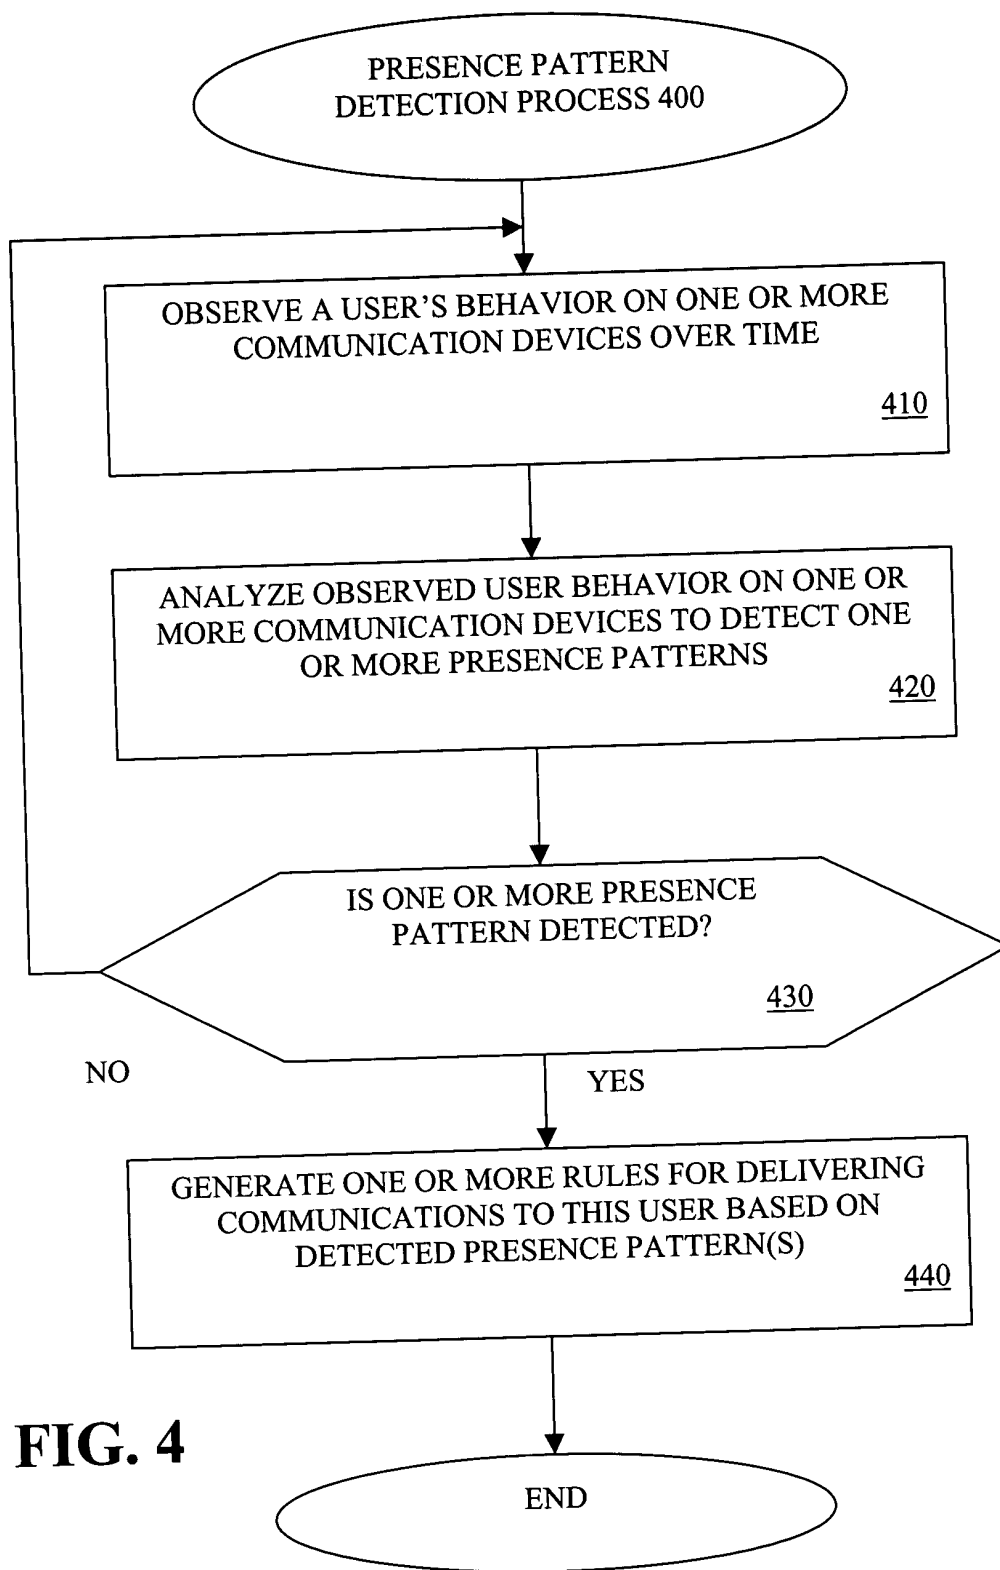 PRESENCE PATTERN
DETECTION PROCESS 400
OBSERVE A USER'S BEHAVIOR ON ONE OR MORE
COMMUNICATION DEVICES OVER TIME
410
ANALYZE OBSERVED USER BEHAVIOR ON ONE OR
MORE COMMUNICATION DEVICES TO DETECT ONE
OR MORE PRESENCE PATTERNS
420
IS ONE OR MORE PRESENCE
PATTERN DETECTED?
430
NO
YES
GENERATE ONE OR MORE RULES FOR DELIVERING
COMMUNICATIONS TO THIS USER BASED ON
DETECTED PRESENCE PATTERN(S)
440
FIG. 4
END